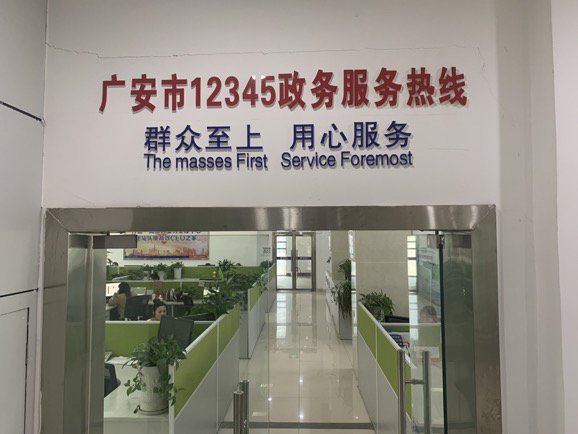 广安市12345政务服务热线
群众至上 用心服务
The masses First Service Foremost